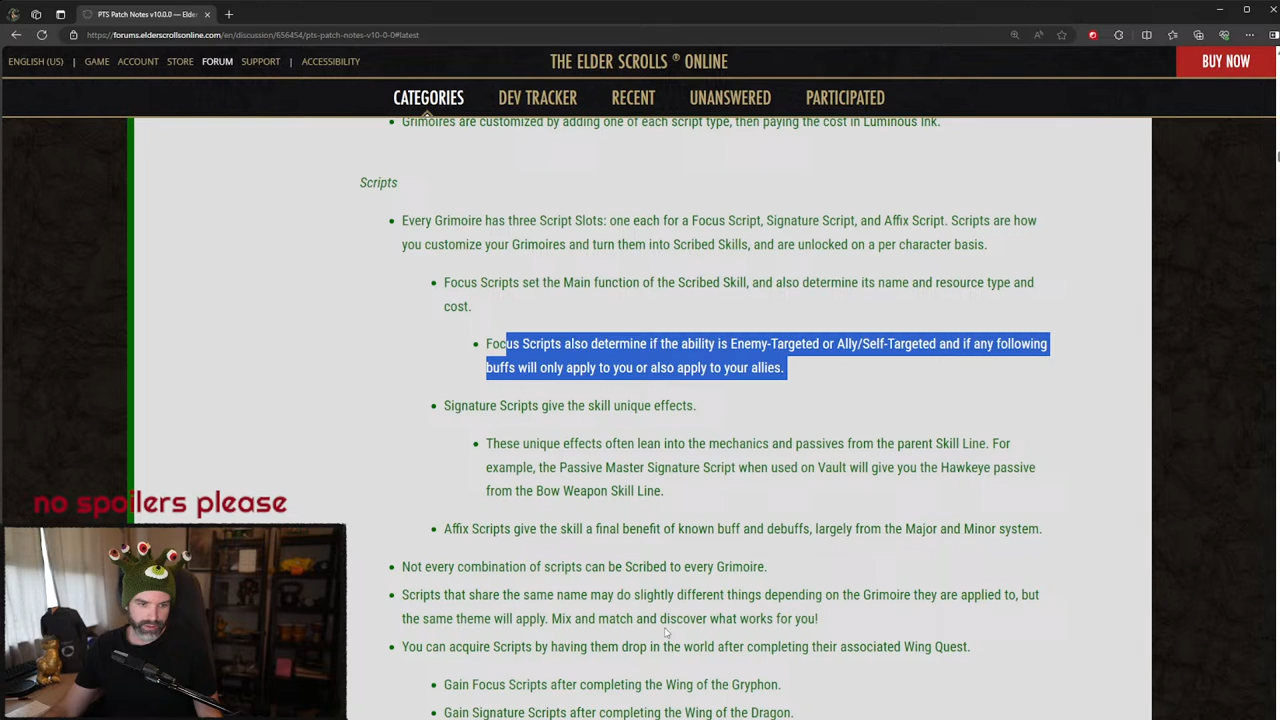 PTS Patch Notes v10.0.0 — Elder
https://forums.elderscrollsonline.com/en/discussion/656454/pts-patch-notes-v10-0-0#latest
ENGLISH (US) | GAME ACCOUNT STORE FORUM SUPPORT | ACCESSIBILITY
THE ELDER SCROLLS ® ONLINE
BUY NOW
CATEGORIES DEV TRACKER RECENT UNANSWERED PARTICIPATED
Grimoires are customized by adding one of each script type, then paying the cost in Luminous Ink.
Scripts
Every Grimoire has three Script Slots: one each for a Focus Script, Signature Script, and Affix Script. Scripts are how
you customize your Grimoires and turn them into Scribed Skills, and are unlocked on a per character basis.
Focus Scripts set the Main function of the Scribed Skill, and also determine its name and resource type and
cost.
Focus Scripts also determine if the ability is Enemy-Targeted or Ally/Self-Targeted and if any following
buffs will only apply to you or also apply to your allies.
Signature Scripts give the skill unique effects.
These unique effects often lean into the mechanics and passives from the parent Skill Line. For
example, the Passive Master Signature Script when used on Vault will give you the Hawkeye passive
from the Bow Weapon Skill Line.
no spoilers please
Affix Scripts give the skill a final benefit of known buff and debuffs, largely from the Major and Minor system.
Not every combination of scripts can be Scribed to every Grimoire.
Scripts that share the same name may do slightly different things depending on the Grimoire they are applied to, but
the same theme will apply. Mix and match and discover what works for you!
You can acquire Scripts by having them drop in the world after completing their associated Wing Quest.
Gain Focus Scripts after completing the Wing of the Gryphon.
Gain Signature Scripts after completing the Wing of the Dragon.